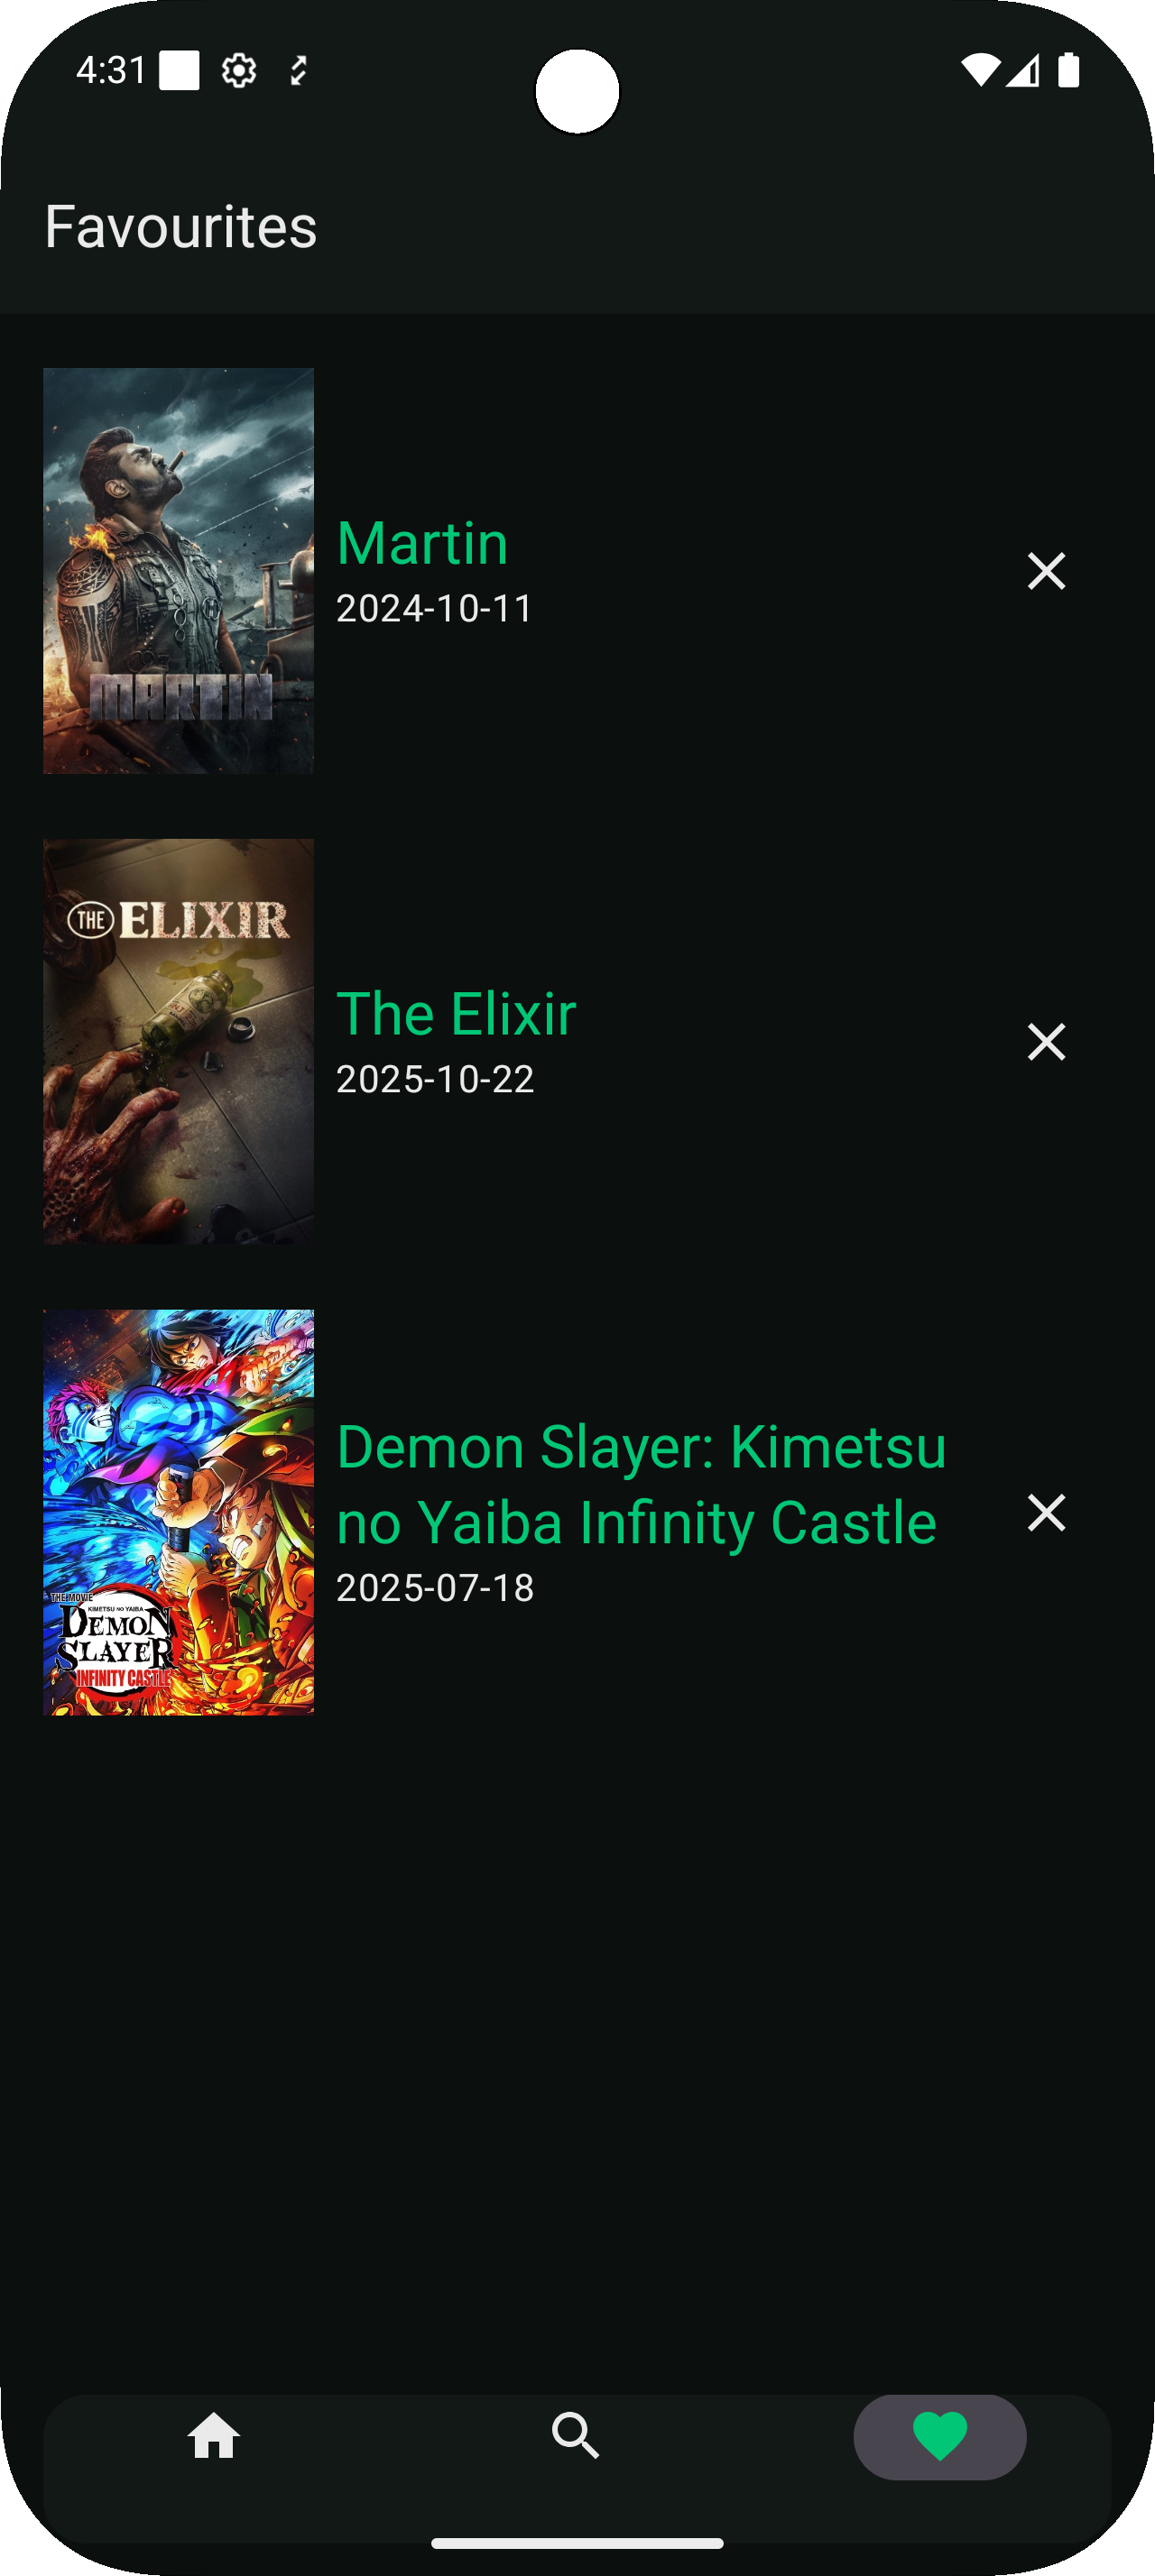 4:31
Favourites
MARTIN
Martin
2024-10-11
THE ELIXIR
The Elixir
2025-10-22
THE MOVIE
KIMETSU NO YAIBA
DEMON
SLAYER
INFINITY CASTLE
Demon Slayer: Kimetsu
no Yaiba Infinity Castle
2025-07-18